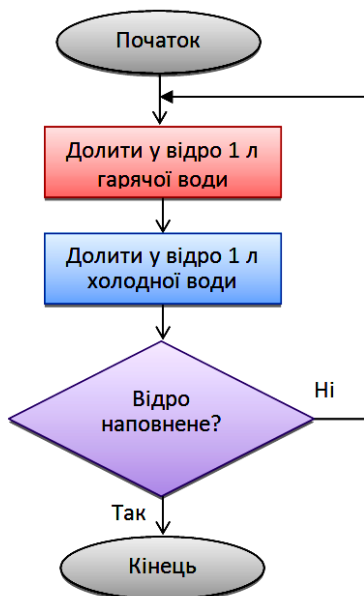 Початок
Долити у відро 1 л
гарячої води
Долити у відро 1 л
холодної води
Відро
наповнене?
Ні
Так
Кінець